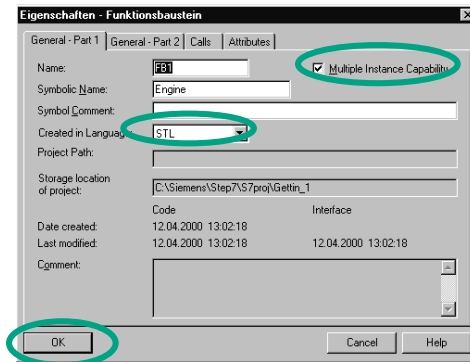 Eigenschaften - Funktionsbaustein
General - Part 1 General - Part 2 Calls Attributes
Name: FB1 Multiple Instance Capability
Symbolic Name: Engine
Symbol Comment:
Created in Language: STL
Project Path:
Storage location
of project: C:\Siemens\Step7\S7proj\Gettin_1
Code Interface
Date created: 12.04.2000 13:02:18
Last modified: 12.04.2000 13:02:18 12.04.2000 13:02:18
Comment:
OK Cancel Help